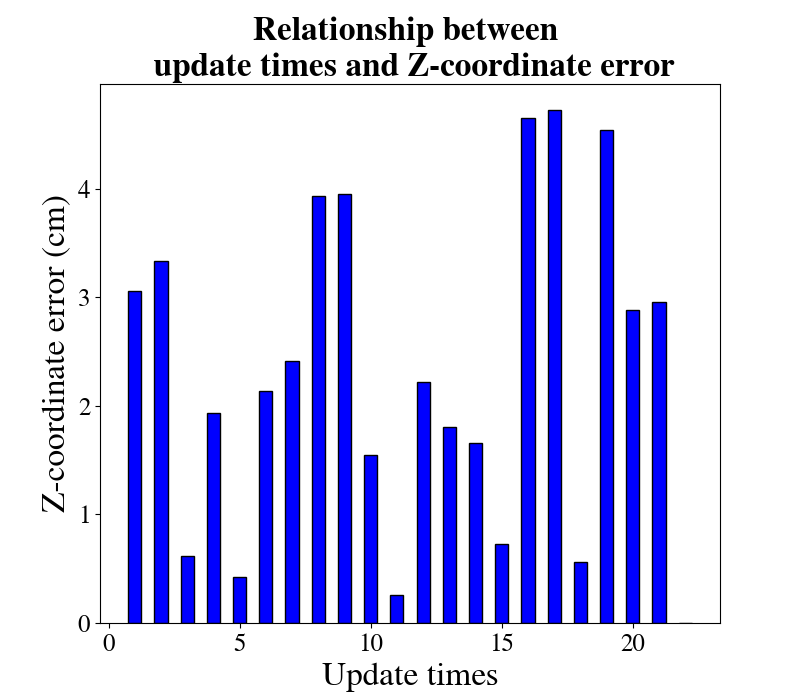 Relationship between
update times and Z-coordinate error
Z-coordinate error (cm)
4
3
2
1
0
0 5 10 15 20
Update times